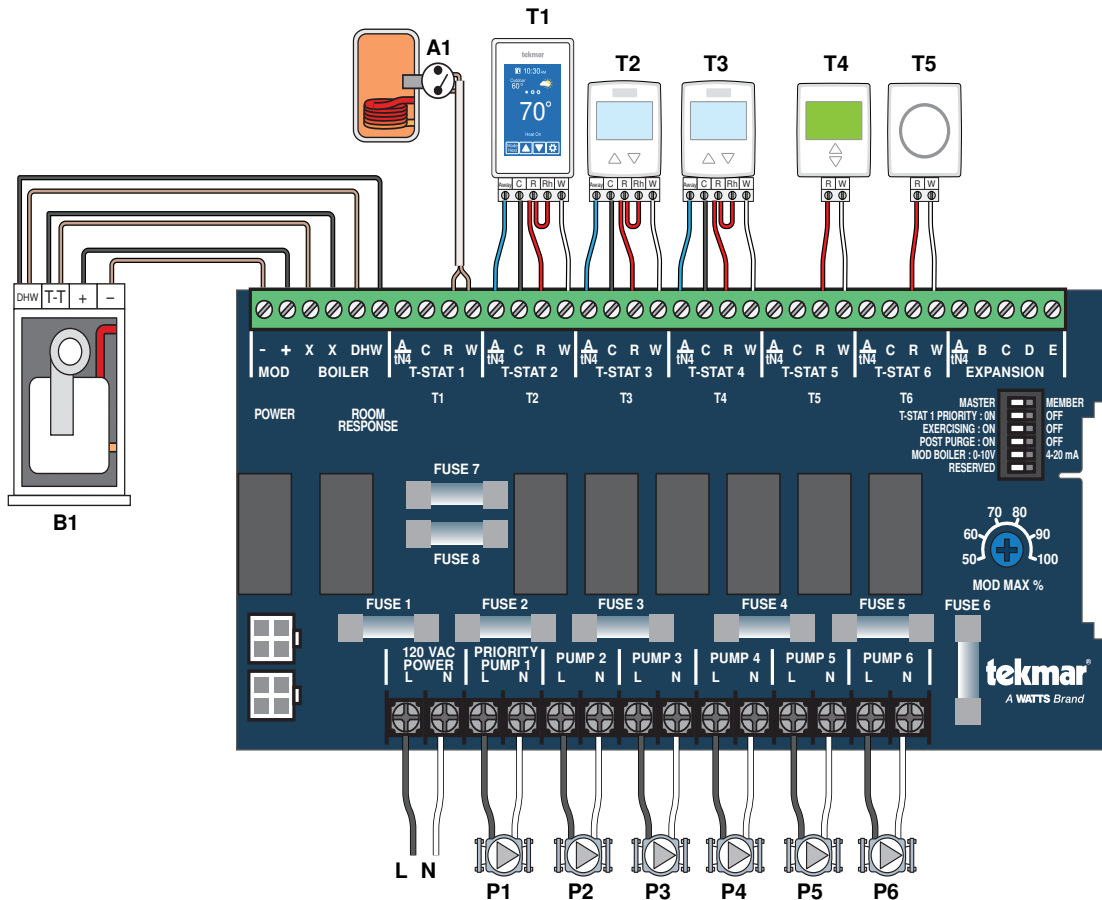 T1
A1
T2
T3
T4
T5
tekmar
10:30 AM
Outdoor
60°
70°
Heat On
Away C R Rh W
Away C R Rh W
Away C R Rh W
R W
R W
DHW T-T + −
B1
- + X X DHW
MOD BOILER
A/tN4 C R W
T-STAT 1
A/tN4 C R W
T-STAT 2
A/tN4 C R W
T-STAT 3
A/tN4 C R W
T-STAT 4
A/tN4 C R W
T-STAT 5
A/tN4 C R W
T-STAT 6
A/tN4 B C D E
EXPANSION
T1 T2 T3 T4 T5 T6
POWER
ROOM
RESPONSE
MASTER MEMBER
T-STAT 1 PRIORITY : 0N OFF
EXERCISING : ON OFF
POST PURGE : ON OFF
MOD BOILER : 0-10V 4-20 mA
RESERVED
FUSE 7
FUSE 8
50 60 70 80 90 100
MOD MAX %
FUSE 1 FUSE 2 FUSE 3 FUSE 4 FUSE 5 FUSE 6
120 VAC
POWER
L N
PRIORITY
PUMP 1
L N
PUMP 2
L N
PUMP 3
L N
PUMP 4
L N
PUMP 5
L N
PUMP 6
L N
tekmar®
A WATTS Brand
L N
P1 P2 P3 P4 P5 P6